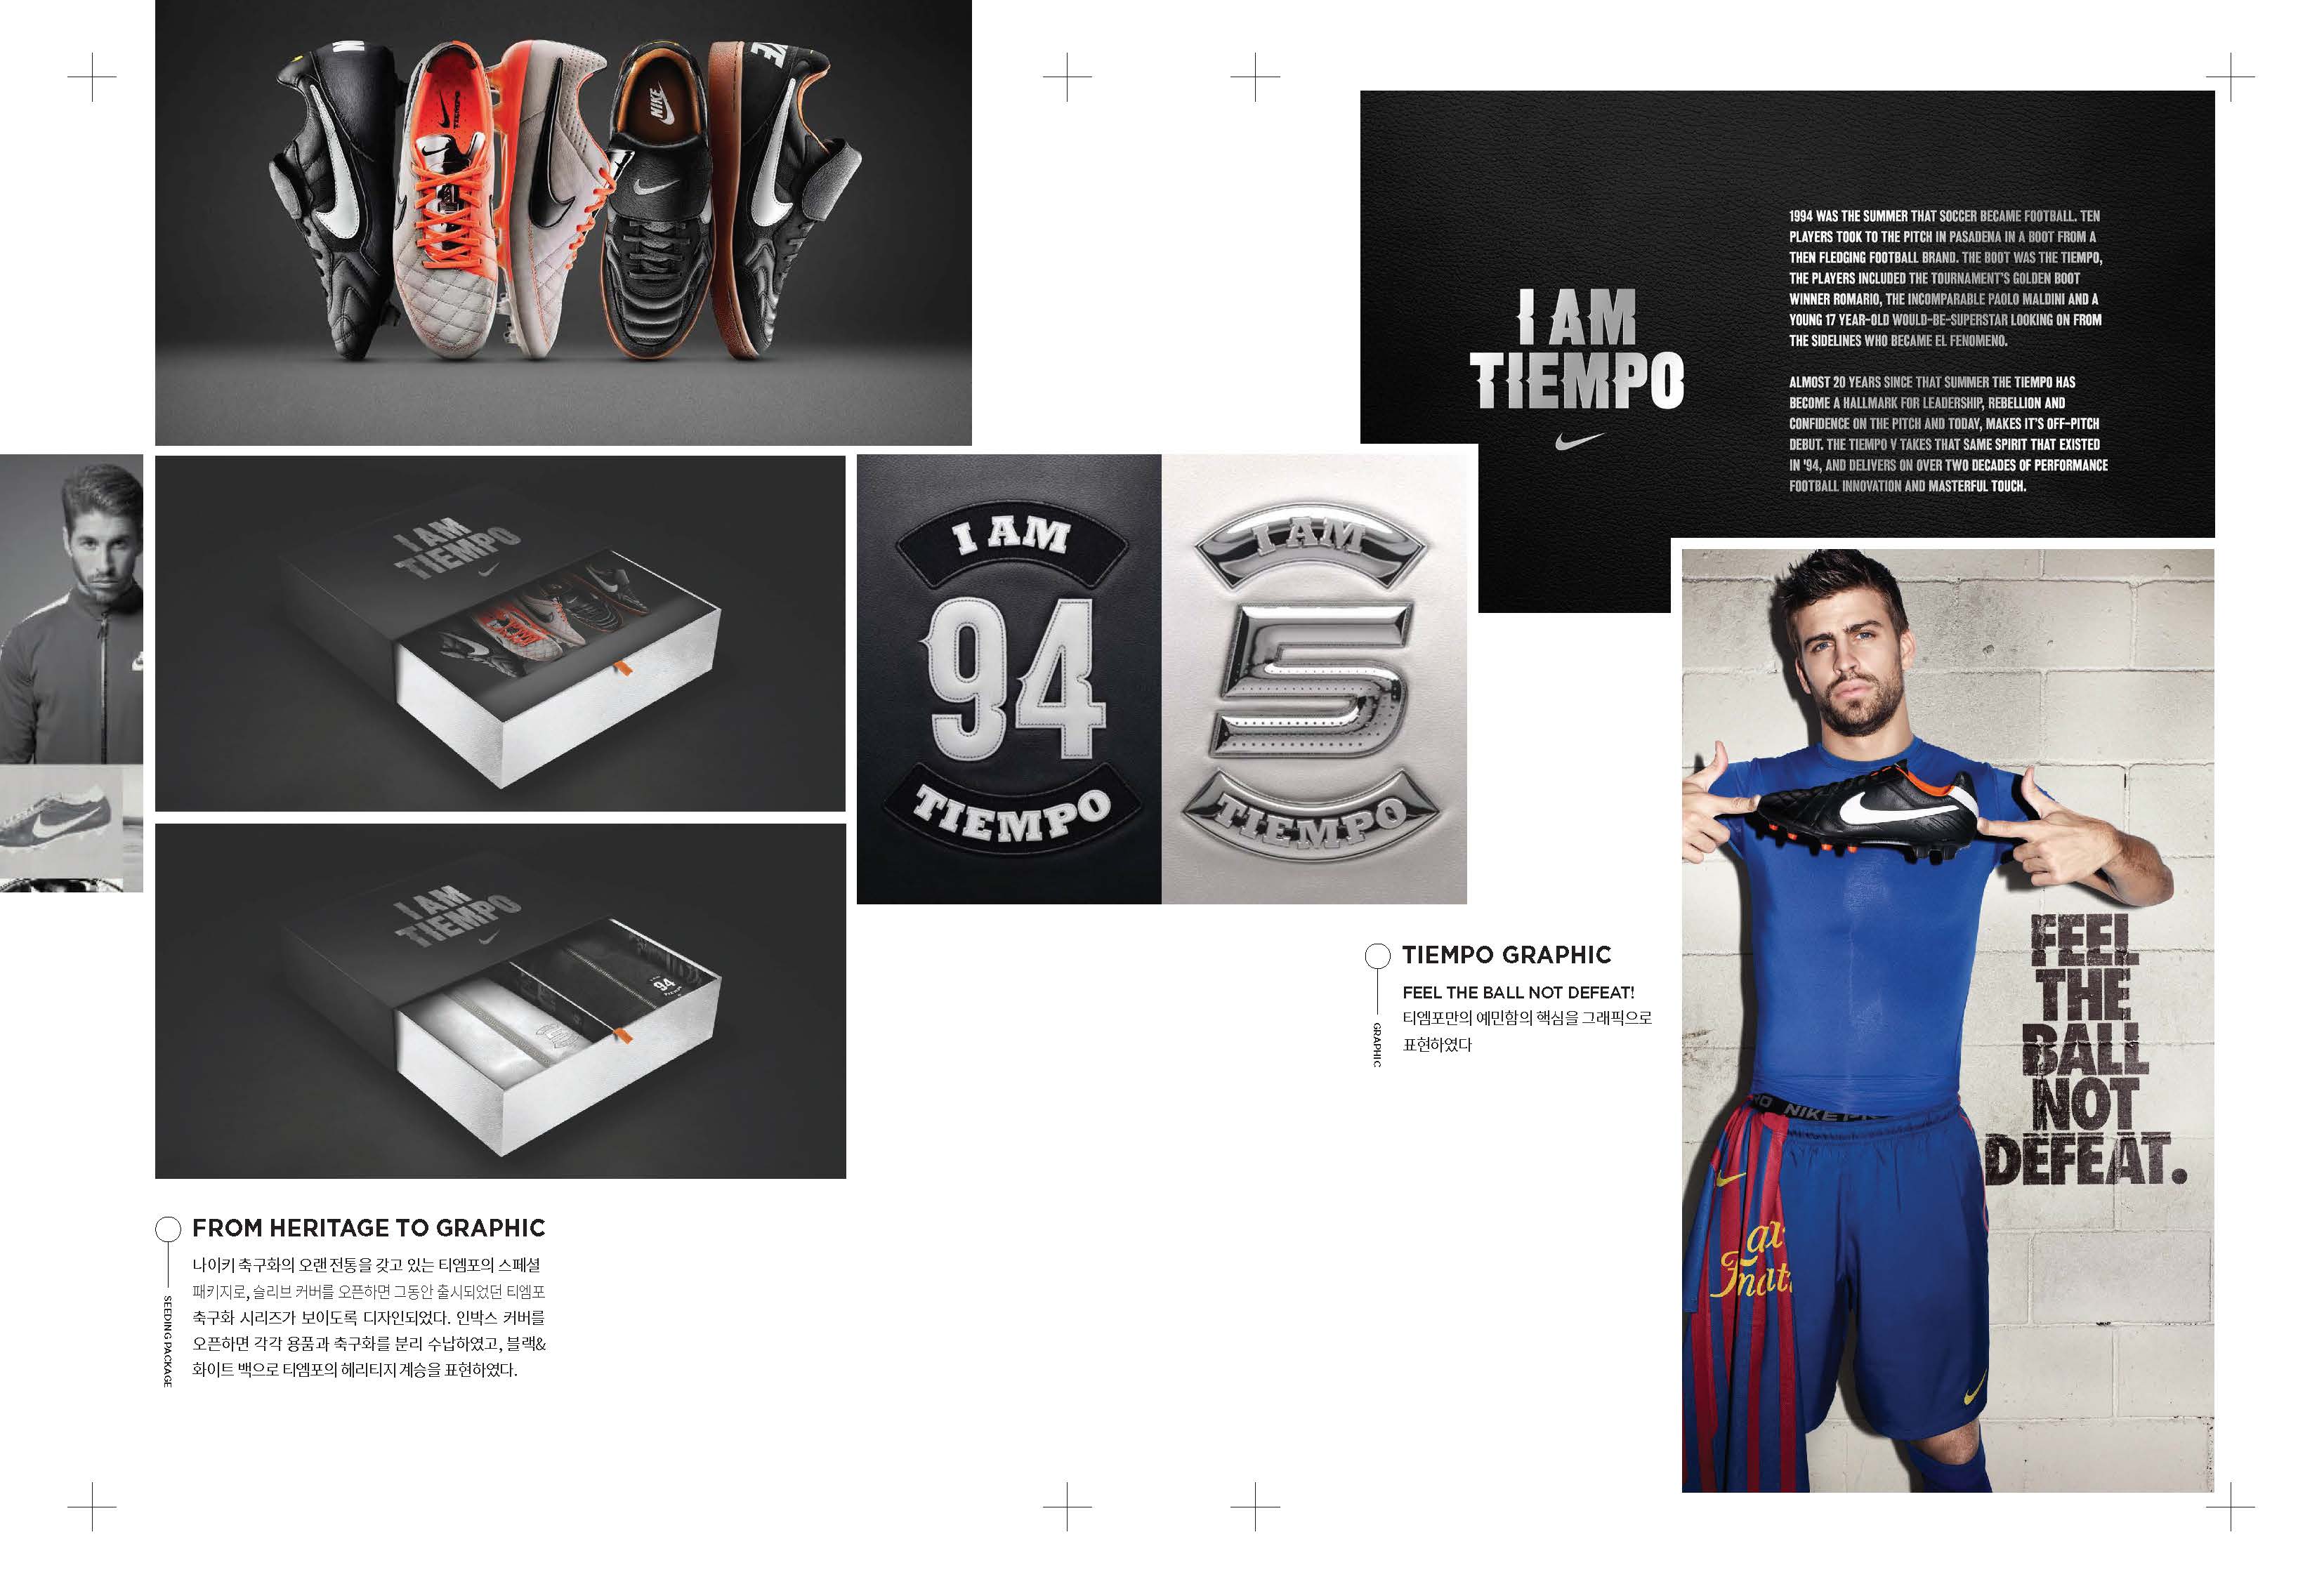 NIKE
TIEMPO
I AM
TIEMPO
1994 WAS THE SUMMER THAT SOCCER BECAME FOOTBALL. TEN
PLAYERS TOOK TO THE PITCH IN PASADENA IN A BOOT FROM A
THEN FLEDGING FOOTBALL BRAND. THE BOOT WAS THE TIEMPO,
THE PLAYERS INCLUDED THE TOURNAMENT'S GOLDEN BOOT
WINNER ROMARIO, THE INCOMPARABLE PAOLO MALDINI AND A
YOUNG 17 YEAR-OLD WOULD-BE-SUPERSTAR LOOKING ON FROM
THE SIDELINES WHO BECAME EL FENOMENO.
ALMOST 20 YEARS SINCE THAT SUMMER THE TIEMPO HAS
BECOME A HALLMARK FOR LEADERSHIP, REBELLION AND
CONFIDENCE ON THE PITCH AND TODAY, MAKES IT'S OFF-PITCH
DEBUT. THE TIEMPO V TAKES THAT SAME SPIRIT THAT EXISTED
IN '94, AND DELIVERS ON OVER TWO DECADES OF PERFORMANCE
FOOTBALL INNOVATION AND MASTERFUL TOUCH.
I AM
TIEMPO
I AM
94
TIEMPO
I AM
5
TIEMPO
I AM
TIEMPO
94
FROM HERITAGE TO GRAPHIC
나이키 축구화의 오랜 전통을 갖고 있는 티엠포의 스페셜
패키지로, 슬리브 커버를 오픈하면 그동안 출시되었던 티엠포
축구화 시리즈가 보이도록 디자인되었다. 인박스 커버를
오픈하면 각각 용품과 축구화를 분리 수납하였고, 블랙&
화이트 백으로 티엠포의 헤리티지 계승을 표현하였다.
SEEDING PACKAGE
TIEMPO GRAPHIC
FEEL THE BALL NOT DEFEAT!
티엠포만의 예민함의 핵심을 그래픽으로
표현하였다
GRAPHIC
FEEL
THE
BALL
NOT
DEFEAT.
NIKE